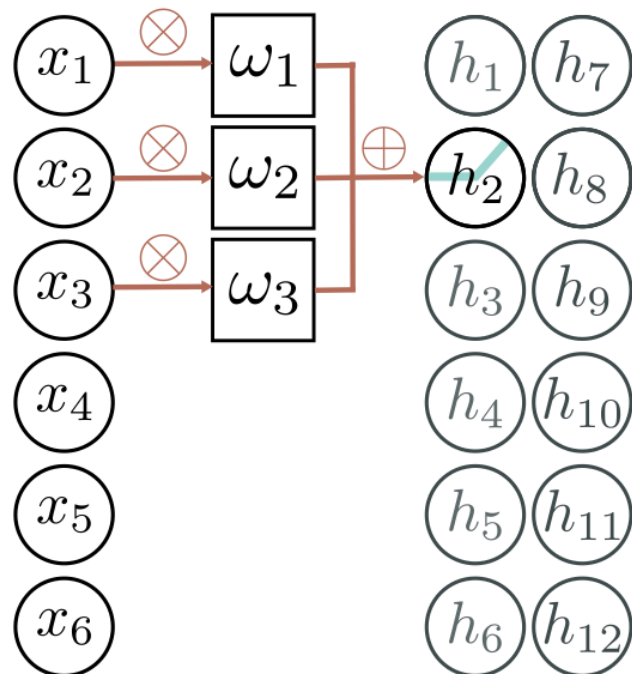 x₁ ⊗ ω₁ h₁ h₇
x₂ ⊗ ω₂ ⊕ h₂ h₈
x₃ ⊗ ω₃ h₃ h₉
x₄ h₄ h₁₀
x₅ h₅ h₁₁
x₆ h₆ h₁₂